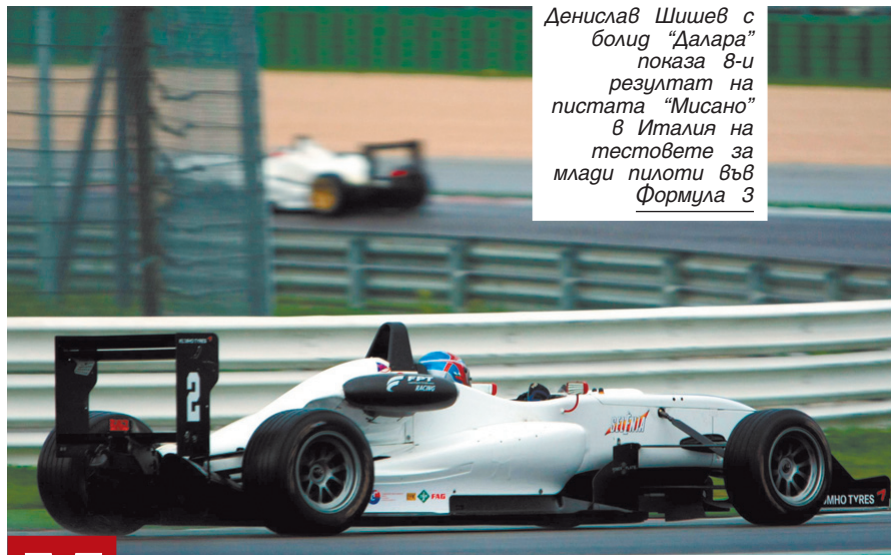 Денислав Шишев с
болид “Далара”
показа 8-и
резултат на
пистата “Мисано”
в Италия на
тестовете за
млади пилоти във
Формула 3
2
FPT
RACING
SELENIA
FAG
MHO TYRES